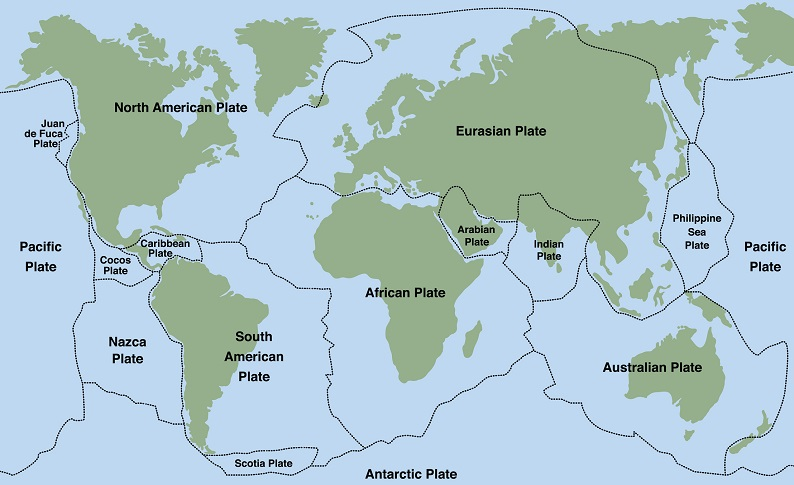 North American Plate
Juan
de Fuca
Plate
Eurasian Plate
Philippine
Sea
Plate
Pacific
Plate
Caribbean
Plate
Cocos
Plate
Arabian
Plate
Indian
Plate
Pacific
Plate
African Plate
Nazca
Plate
South
American
Plate
Australian Plate
Scotia Plate
Antarctic Plate